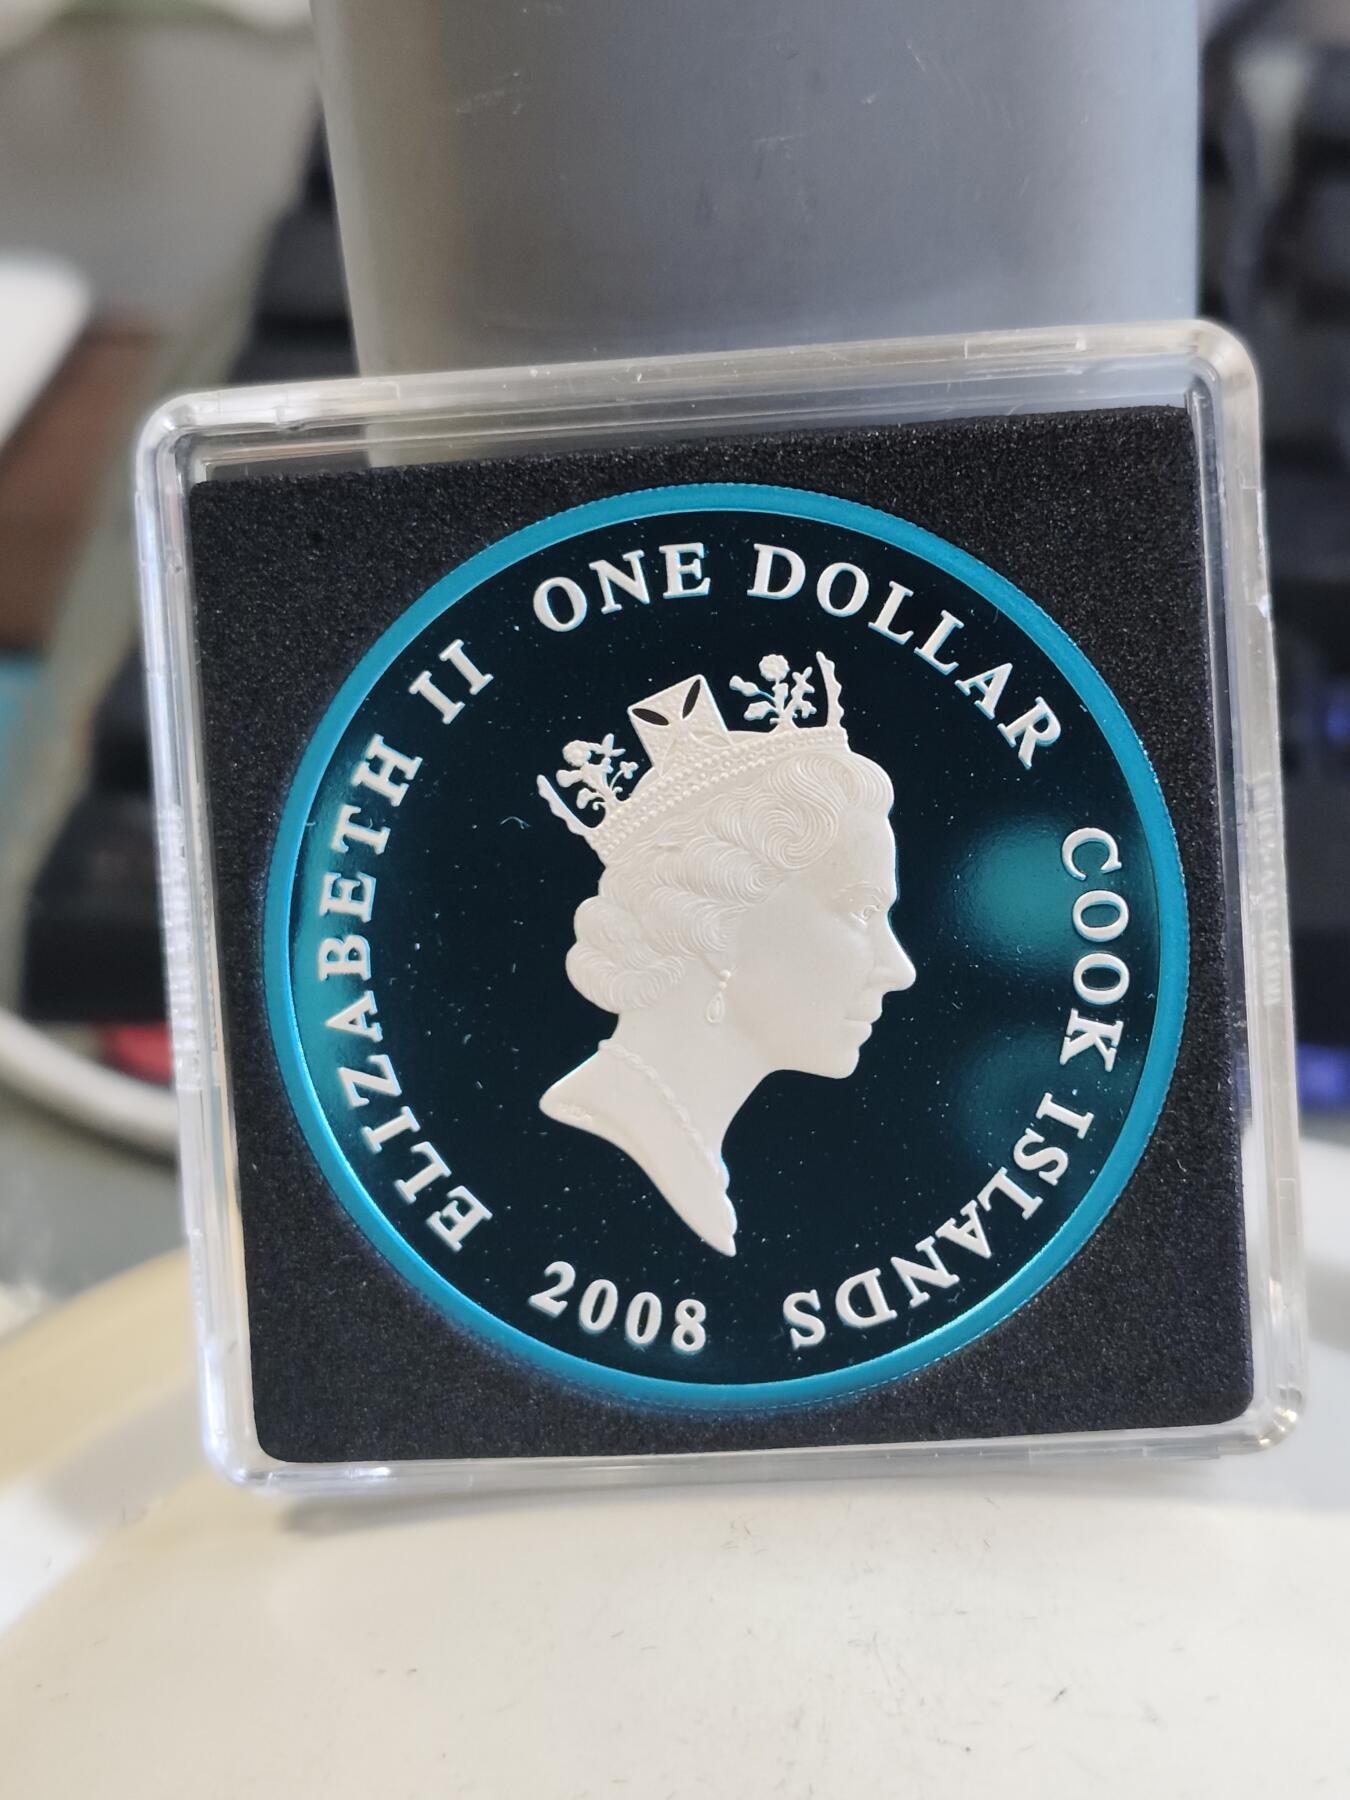 ELIZABETH II ONE DOLLAR COOK ISLANDS
2008